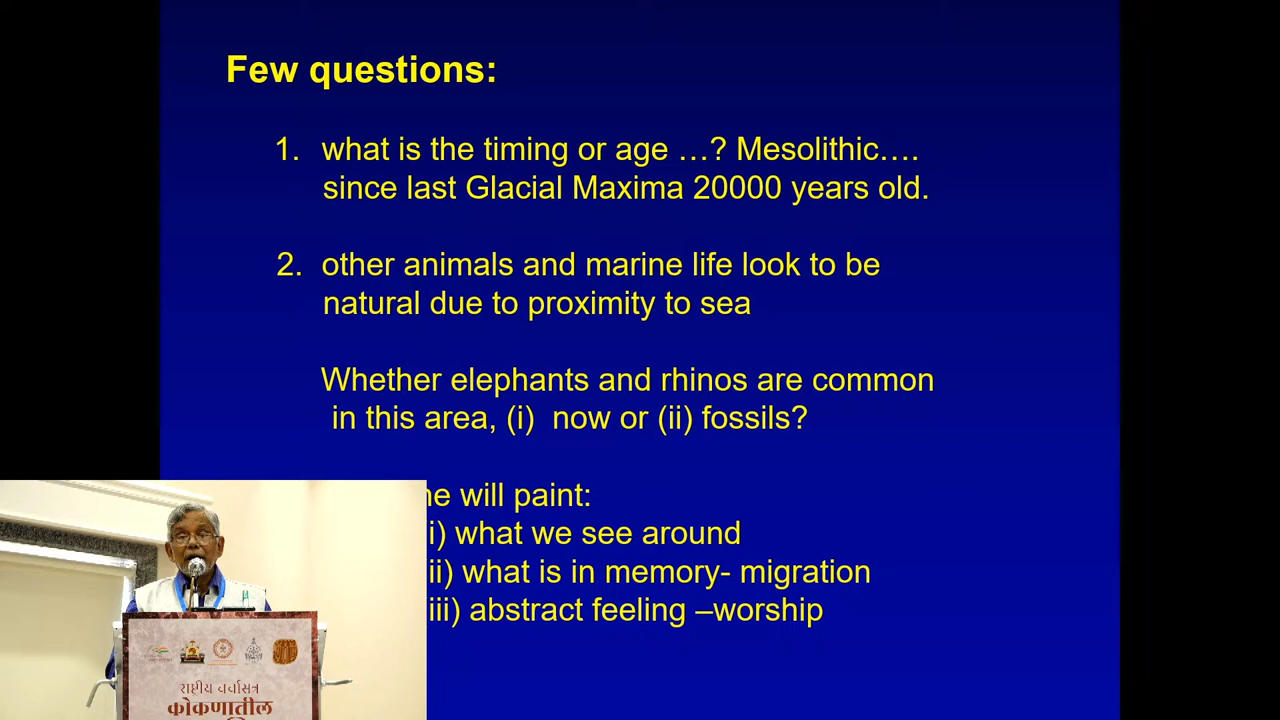 Few questions:
1. what is the timing or age …? Mesolithic….
since last Glacial Maxima 20000 years old.
2. other animals and marine life look to be
natural due to proximity to sea
Whether elephants and rhinos are common
in this area, (i) now or (ii) fossils?
will paint:
i) what we see around
ii) what is in memory- migration
iii) abstract feeling –worship
राष्ट्रीय चर्चासत्र
कोकणातील